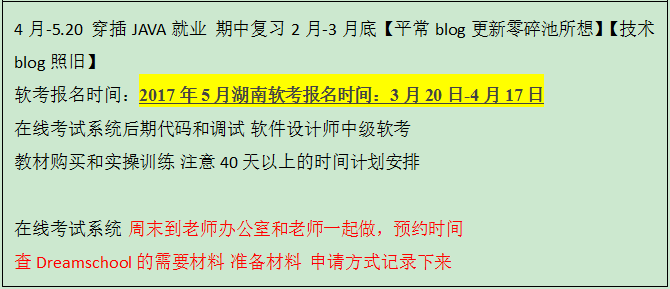 4 月-5.20 穿插 JAVA 就业 期中复习 2 月-3 月底【平常 blog 更新零碎池所想】【技术
blog 照旧】
软考报名时间：2017 年 5 月湖南软考报名时间：3 月 20 日-4 月 17 日
在线考试系统后期代码和调试 软件设计师中级软考
教材购买和实操训练 注意 40 天以上的时间计划安排
在线考试系统 周末到老师办公室和老师一起做，预约时间
查 Dreamschool 的需要材料 准备材料 申请方式记录下来